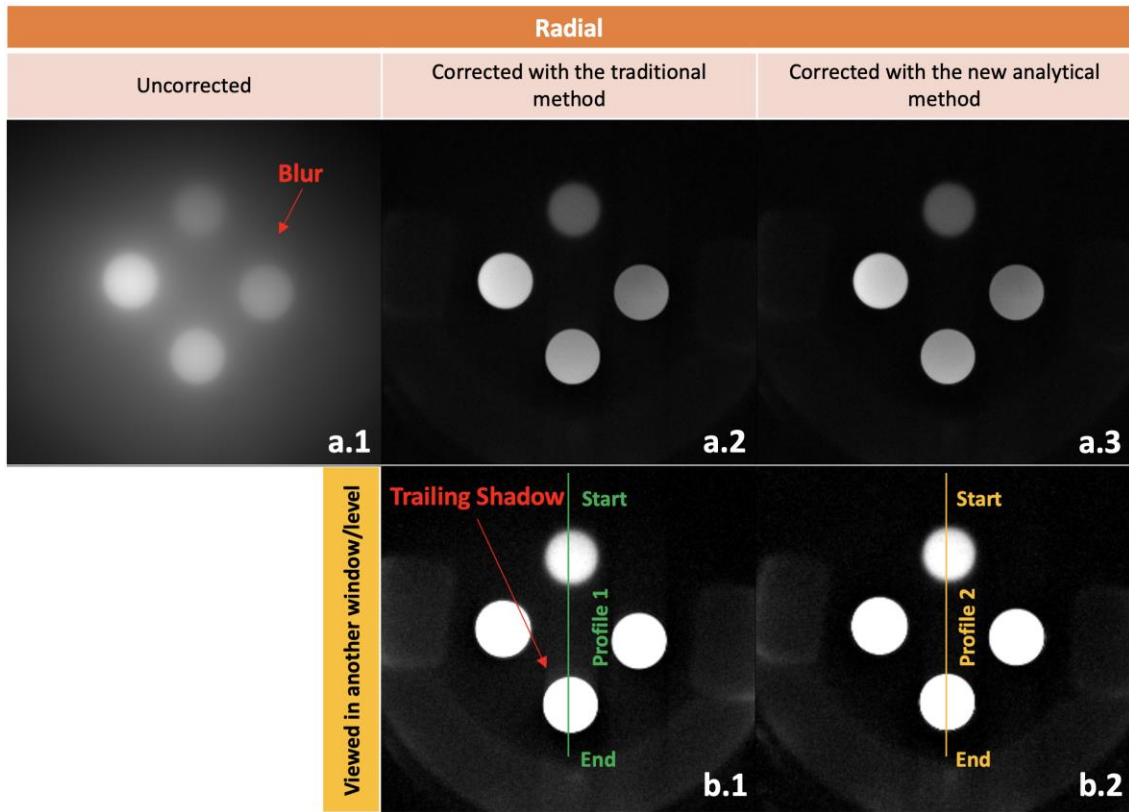 Radial
Uncorrected
Corrected with the traditional
method
Corrected with the new analytical
method
Blur
a.1
a.2
a.3
Viewed in another window/level
Trailing Shadow
Start
Profile 1
End
b.1
Start
Profile 2
End
b.2